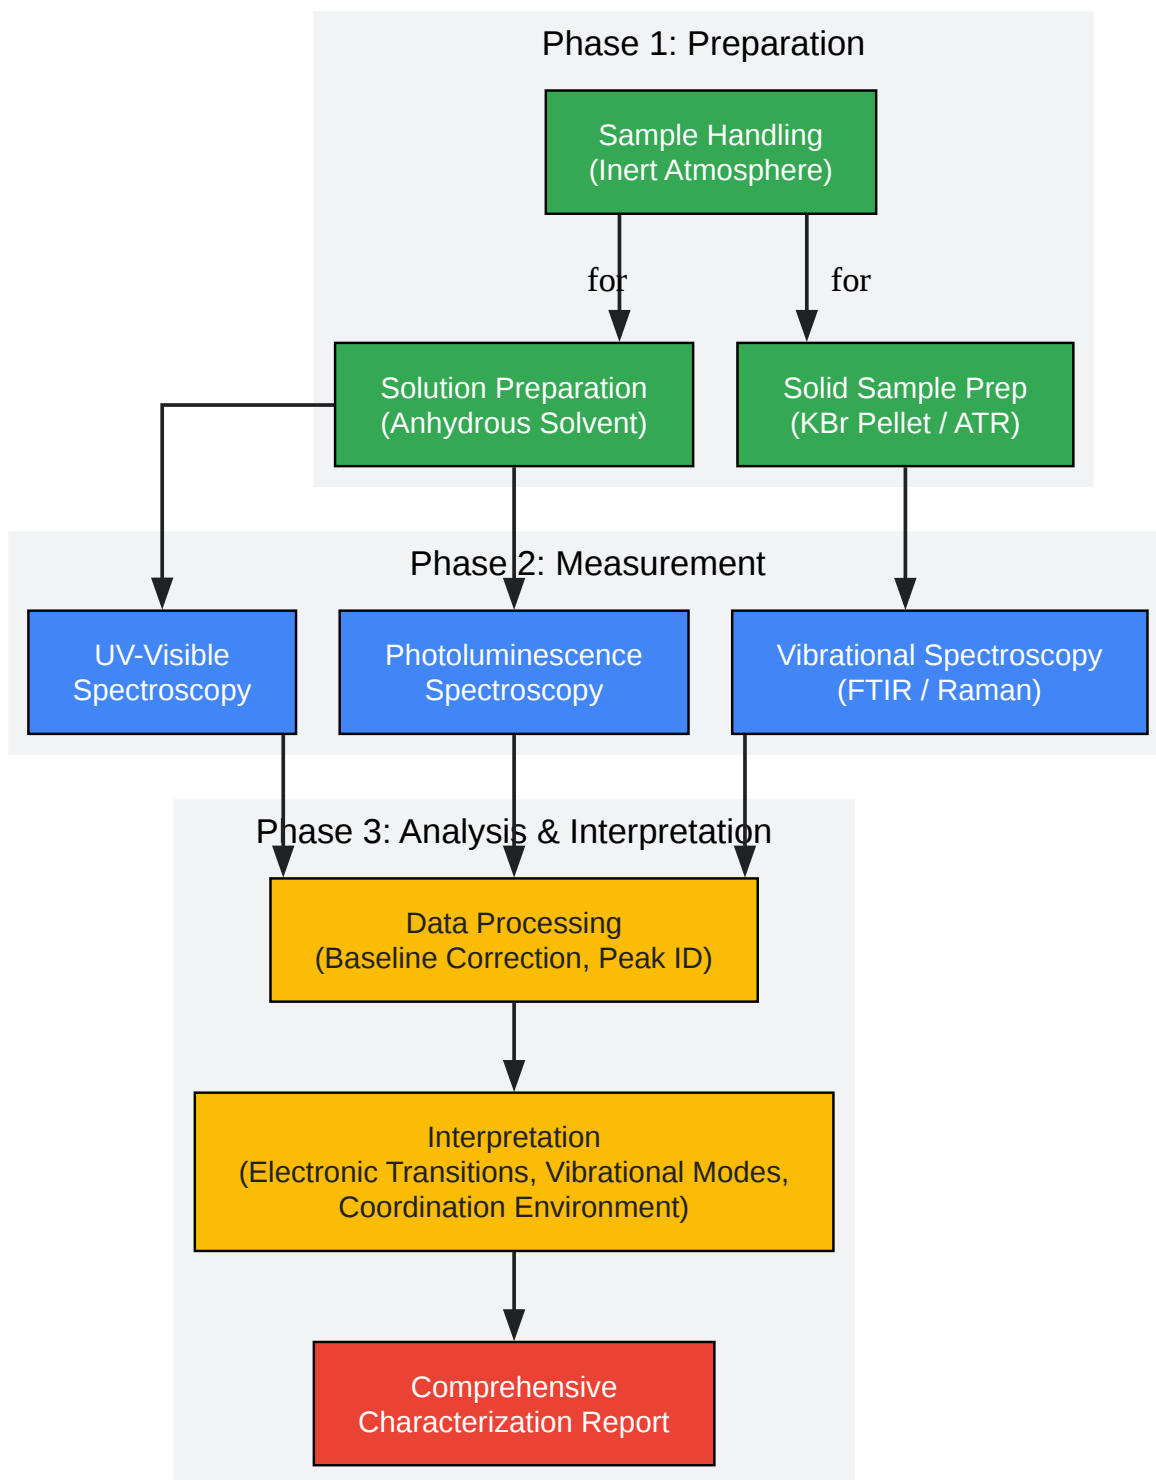 Phase 1: Preparation
Sample Handling
(Inert Atmosphere)
for
for
Solution Preparation
(Anhydrous Solvent)
Solid Sample Prep
(KBr Pellet / ATR)
Phase 2: Measurement
UV-Visible
Spectroscopy
Photoluminescence
Spectroscopy
Vibrational Spectroscopy
(FTIR / Raman)
Phase 3: Analysis & Interpretation
Data Processing
(Baseline Correction, Peak ID)
Interpretation
(Electronic Transitions, Vibrational Modes,
Coordination Environment)
Comprehensive
Characterization Report